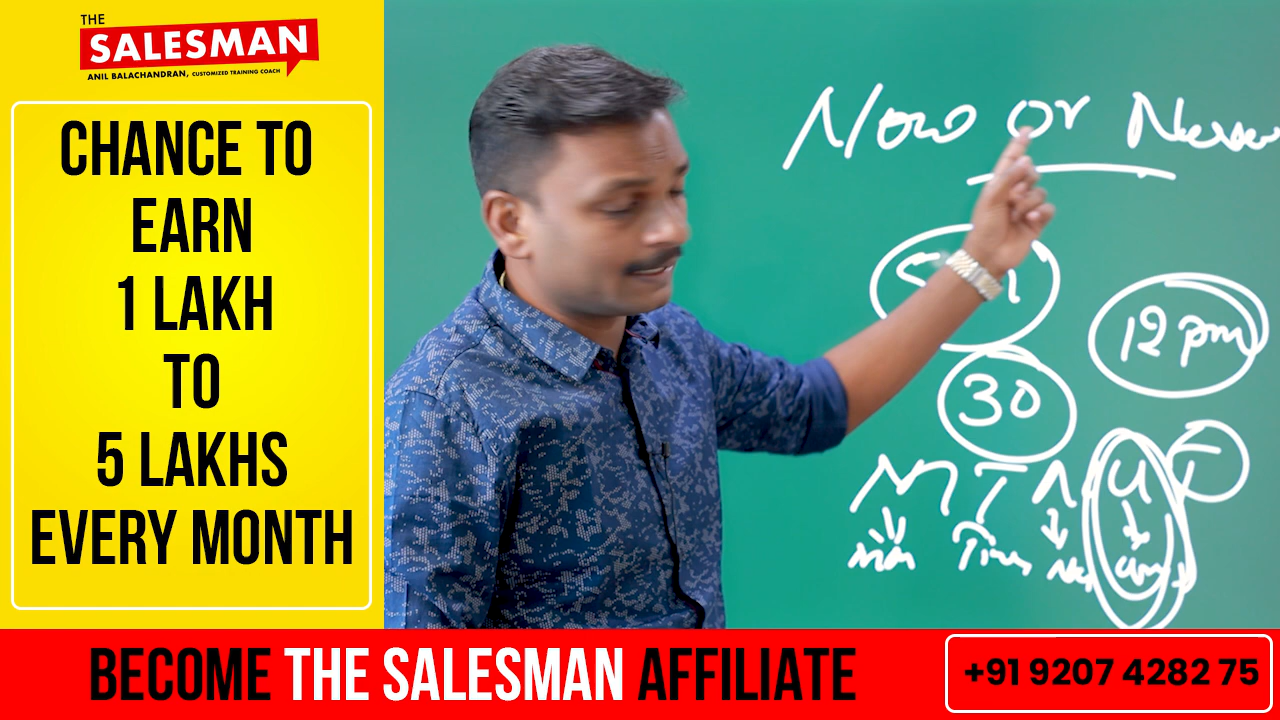 THE
SALESMAN
ANIL BALACHANDRAN, CUSTOMIZED TRAINING COACH
CHANCE TO
EARN
1 LAKH
TO
5 LAKHS
EVERY MONTH
Now or
12 pm
30
M T
BECOME THE SALESMAN AFFILIATE
+91 9207 4282 75